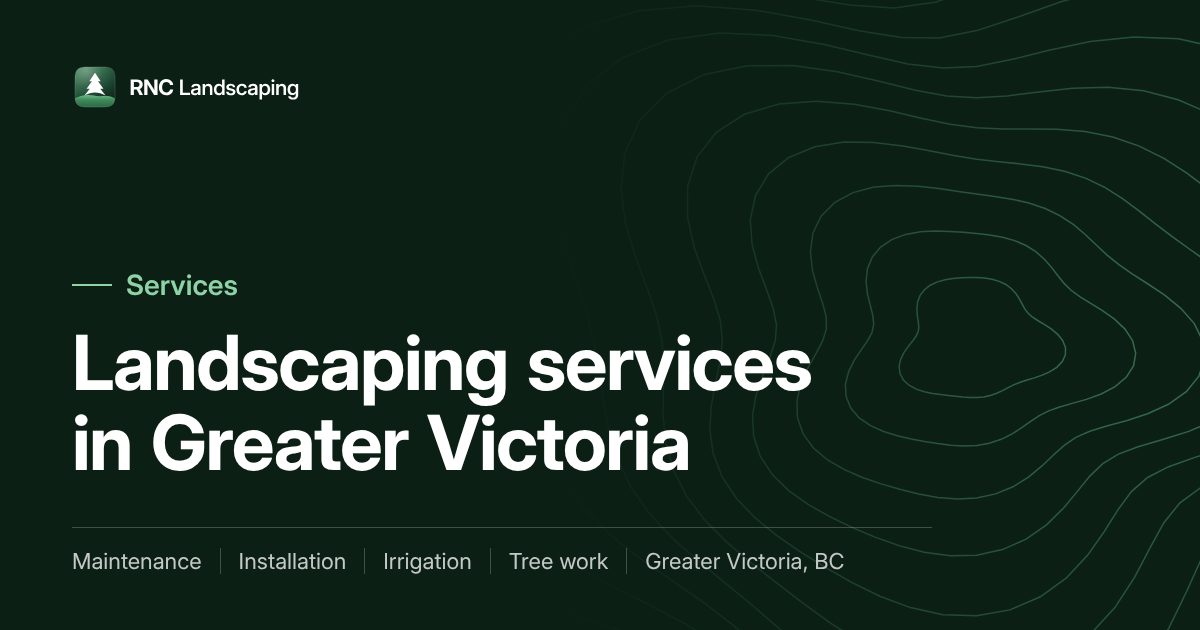 RNC Landscaping
Services
Landscaping services
in Greater Victoria
Maintenance
Installation
Irrigation
Tree work
Greater Victoria, BC